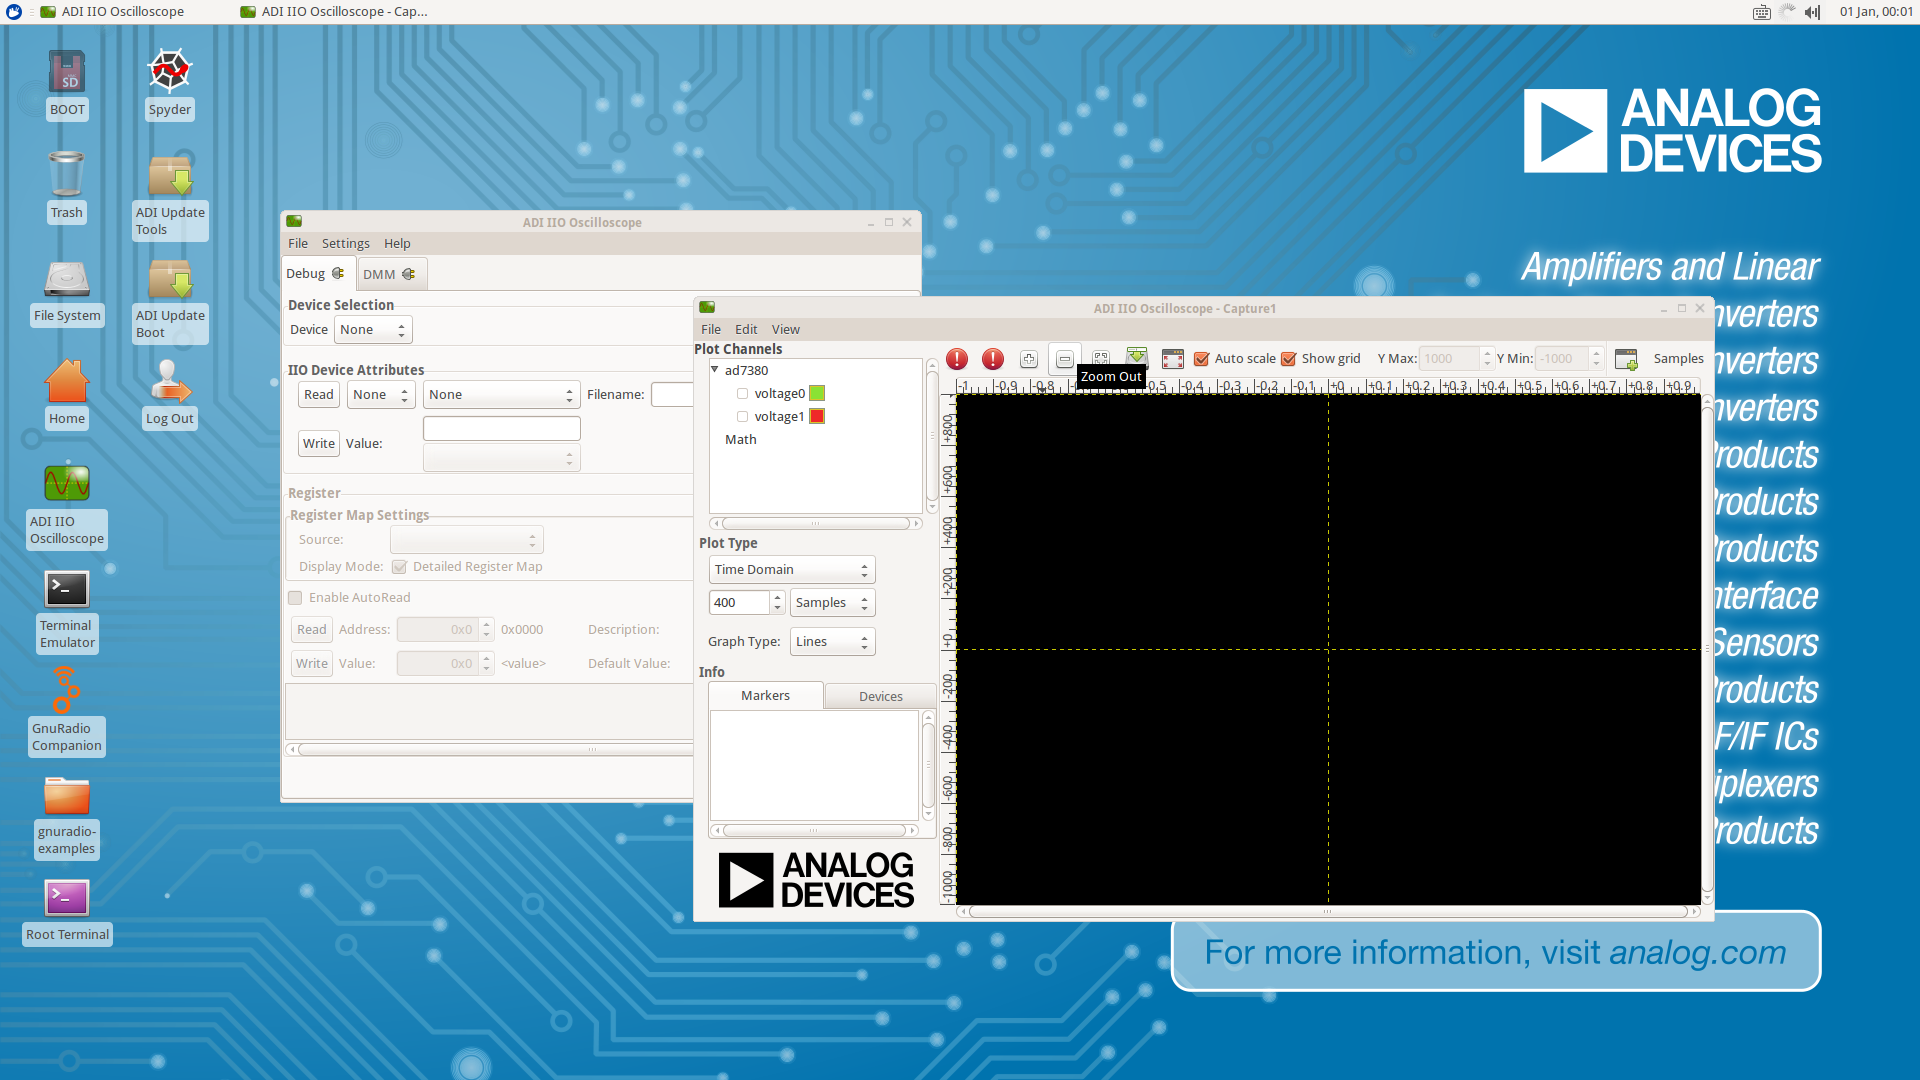 ADI IIO Oscilloscope
ADI IIO Oscilloscope - Cap...
01 Jan, 00:01
BOOT
Spyder
Trash
ADI Update
Tools
File System
ADI Update
Boot
Home
Log Out
ADI IIO
Oscilloscope
Terminal
Emulator
GnuRadio
Companion
gnuradio-
examples
Root Terminal
ANALOG
DEVICES
Amplifiers and Linear
nverters
nverters
nverters
Products
Products
Products
nterface
Sensors
Products
F/IF ICs
iplexers
roducts
For more information, visit analog.com
ADI IIO Oscilloscope
File Settings Help
Debug DMM
Device Selection
Device None
IIO Device Attributes
Read None None Filename:
Write Value:
Register
Register Map Settings
Source:
Display Mode: Detailed Register Map
Enable AutoRead
Read Address: 0x0 0x0000 Description:
Write Value: 0x0 <value> Default Value:
ADI IIO Oscilloscope - Capture1
File Edit View
Plot Channels
ad7380
voltage0
voltage1
Math
Plot Type
Time Domain
400 Samples
Graph Type: Lines
Info
Markers Devices
ANALOG
DEVICES
Auto scale Show grid Y Max: 1000 Y Min: -1000 Samples
Zoom Out
-1 -0.9 -0.8 -0.5 -0.4 -0.3 -0.2 -0.1 +0 +0.1 +0.2 +0.3 +0.4 +0.5 +0.6 +0.7 +0.8 +0.9
+800
+600
+400
+200
+0
-200
-400
-600
-800
-1000